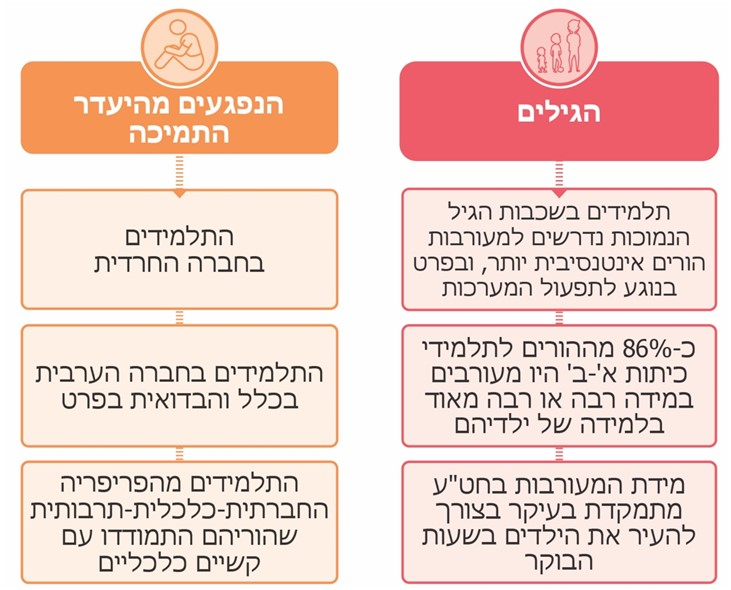 הגילים
תלמידים בשכבות הגיל
הנמוכות נדרשים למעורבות
הורים אינטנסיבית יותר, ובפרט
בנוגע לתפעול המערכות
כ-86% מההורים לתלמידי
כיתות א'-ב' היו מעורבים
במידה רבה או רבה מאוד
בלמידה של ילדיהם
מידת המעורבות בחט"ע
מתמקדת בעיקר בצורך
להעיר את הילדים בשעות
הבוקר
הנפגעים מהיעדר
התמיכה
התלמידים
בחברה החרדית
התלמידים בחברה הערבית
בכלל והבדואית בפרט
התלמידים מהפריפריה
החברתית-כלכלית-תרבותית
שהוריהם התמודדו עם
קשיים כלכליים